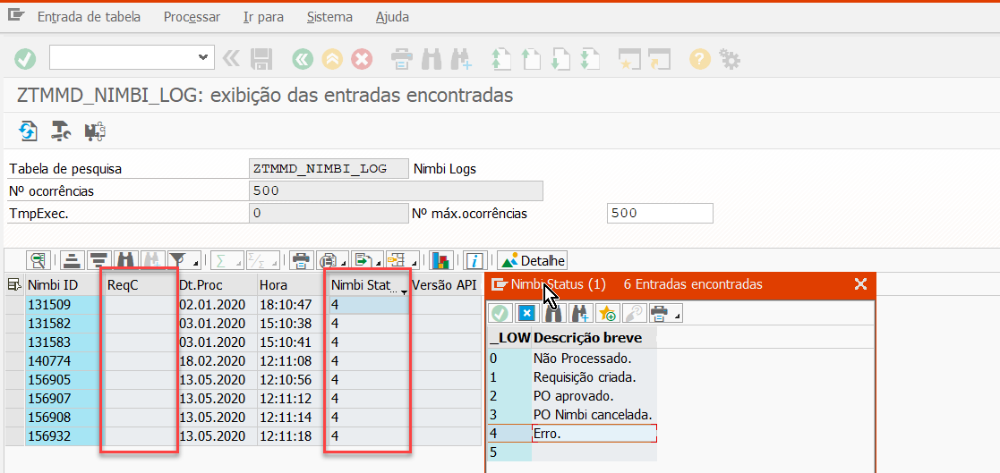 Entrada de tabela Processar Ir para Sistema Ajuda
ZTMMD_NIMBI_LOG: exibição das entradas encontradas
Tabela de pesquisa ZTMMD_NIMBI_LOG Nimbi Logs
Nº ocorrências 500
TmpExec. 0 Nº máx.ocorrências 500
Detalhe
Nimbi ID ReqC Dt.Proc Hora Nimbi Stat... Versão API
131509 02.01.2020 18:10:47 4
131582 03.01.2020 15:10:38 4
131583 03.01.2020 15:10:41 4
140774 18.02.2020 12:11:08 4
156905 13.05.2020 12:10:56 4
156907 13.05.2020 12:11:12 4
156908 13.05.2020 12:11:14 4
156932 13.05.2020 12:11:18 4
Nimbi Status (1) 6 Entradas encontradas
_LOW Descrição breve
0 Não Processado.
1 Requisição criada.
2 PO aprovado.
3 PO Nimbi cancelada.
4 Erro.
5